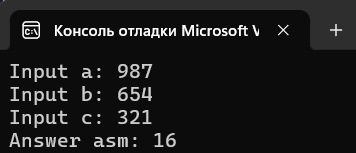 Консоль отладки Microsoft V
Input a: 987
Input b: 654
Input c: 321
Answer asm: 16